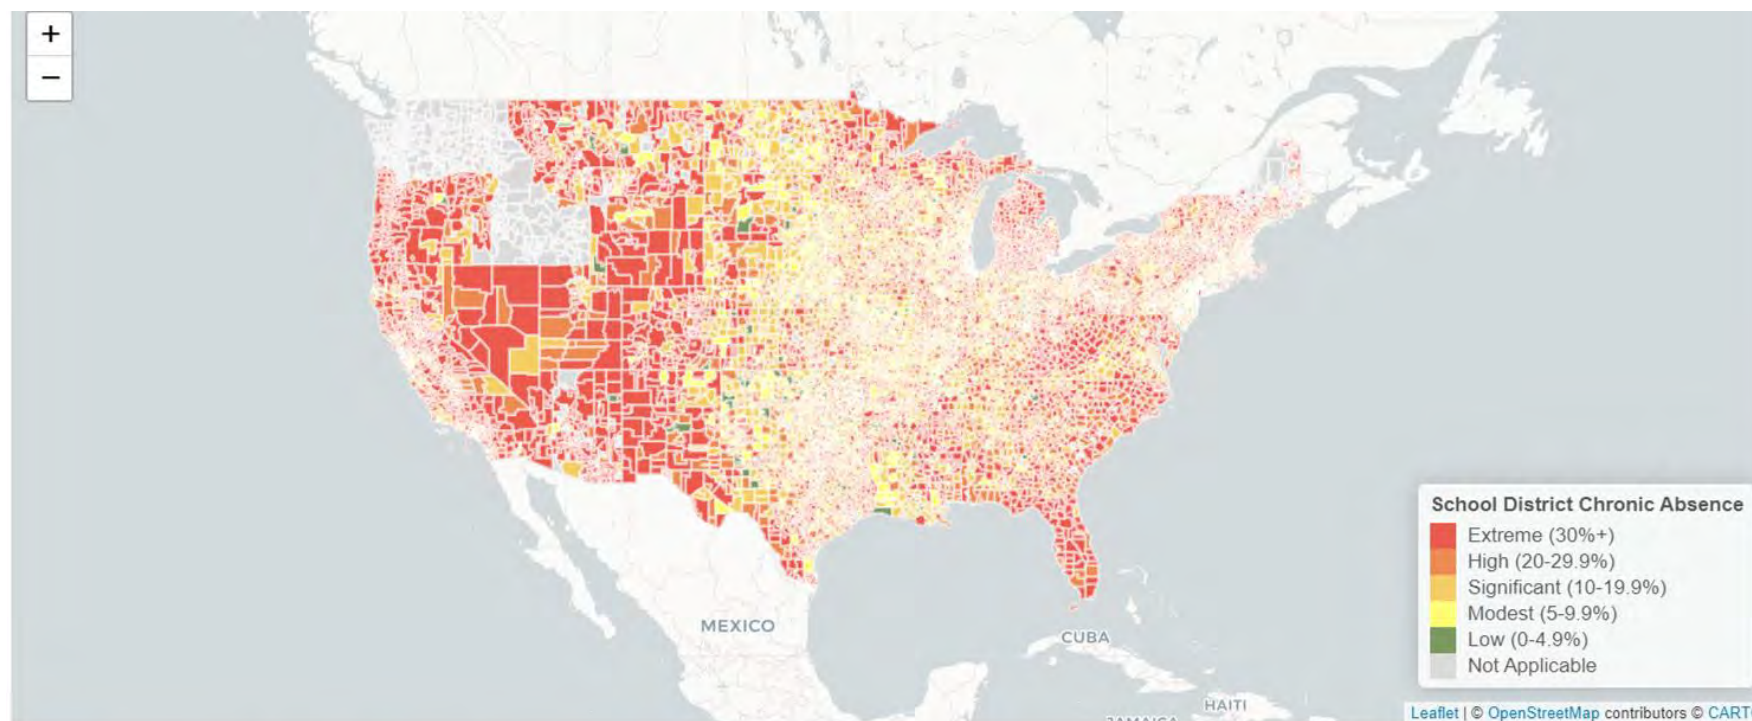 +
−
School District Chronic Absence
Extreme (30%+)
High (20-29.9%)
Significant (10-19.9%)
Modest (5-9.9%)
Low (0-4.9%)
Not Applicable
MEXICO
CUBA
HAITI
JAMAICA
Leaflet | © OpenStreetMap contributors © CART